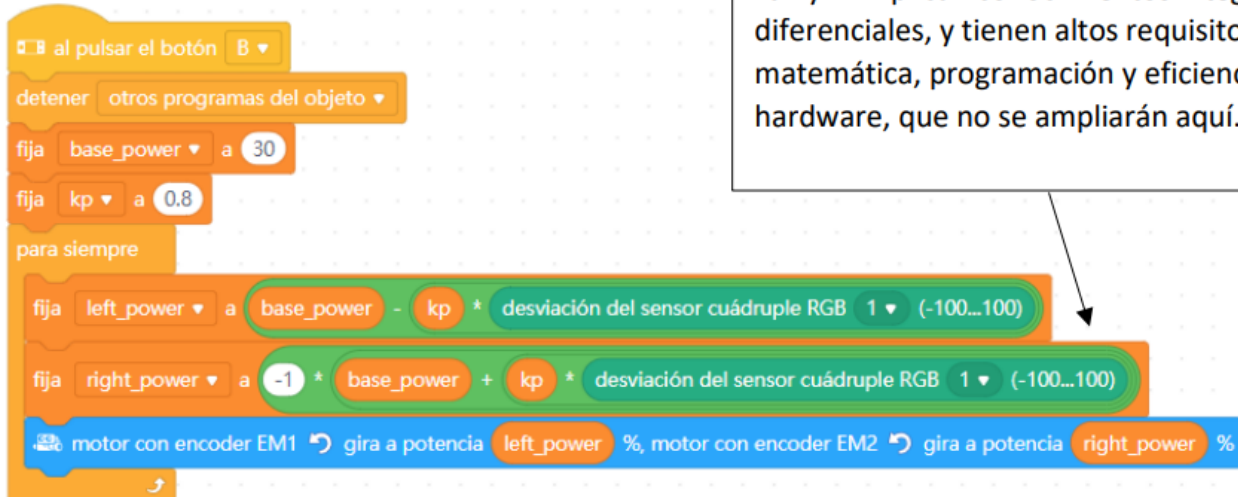 al pulsar el botón B
detener otros programas del objeto
fija base_power a 30
fija kp a 0.8
para siempre
fija left_power a base_power - kp * desviación del sensor cuádruple RGB 1 (-100...100)
fija right_power a -1 * base_power + kp * desviación del sensor cuádruple RGB 1 (-100...100)
motor con encoder EM1 gira a potencia left_power %, motor con encoder EM2 gira a potencia right_power %
diferenciales, y tienen altos requisito
matemática, programación y eficienc
hardware, que no se ampliarán aquí.